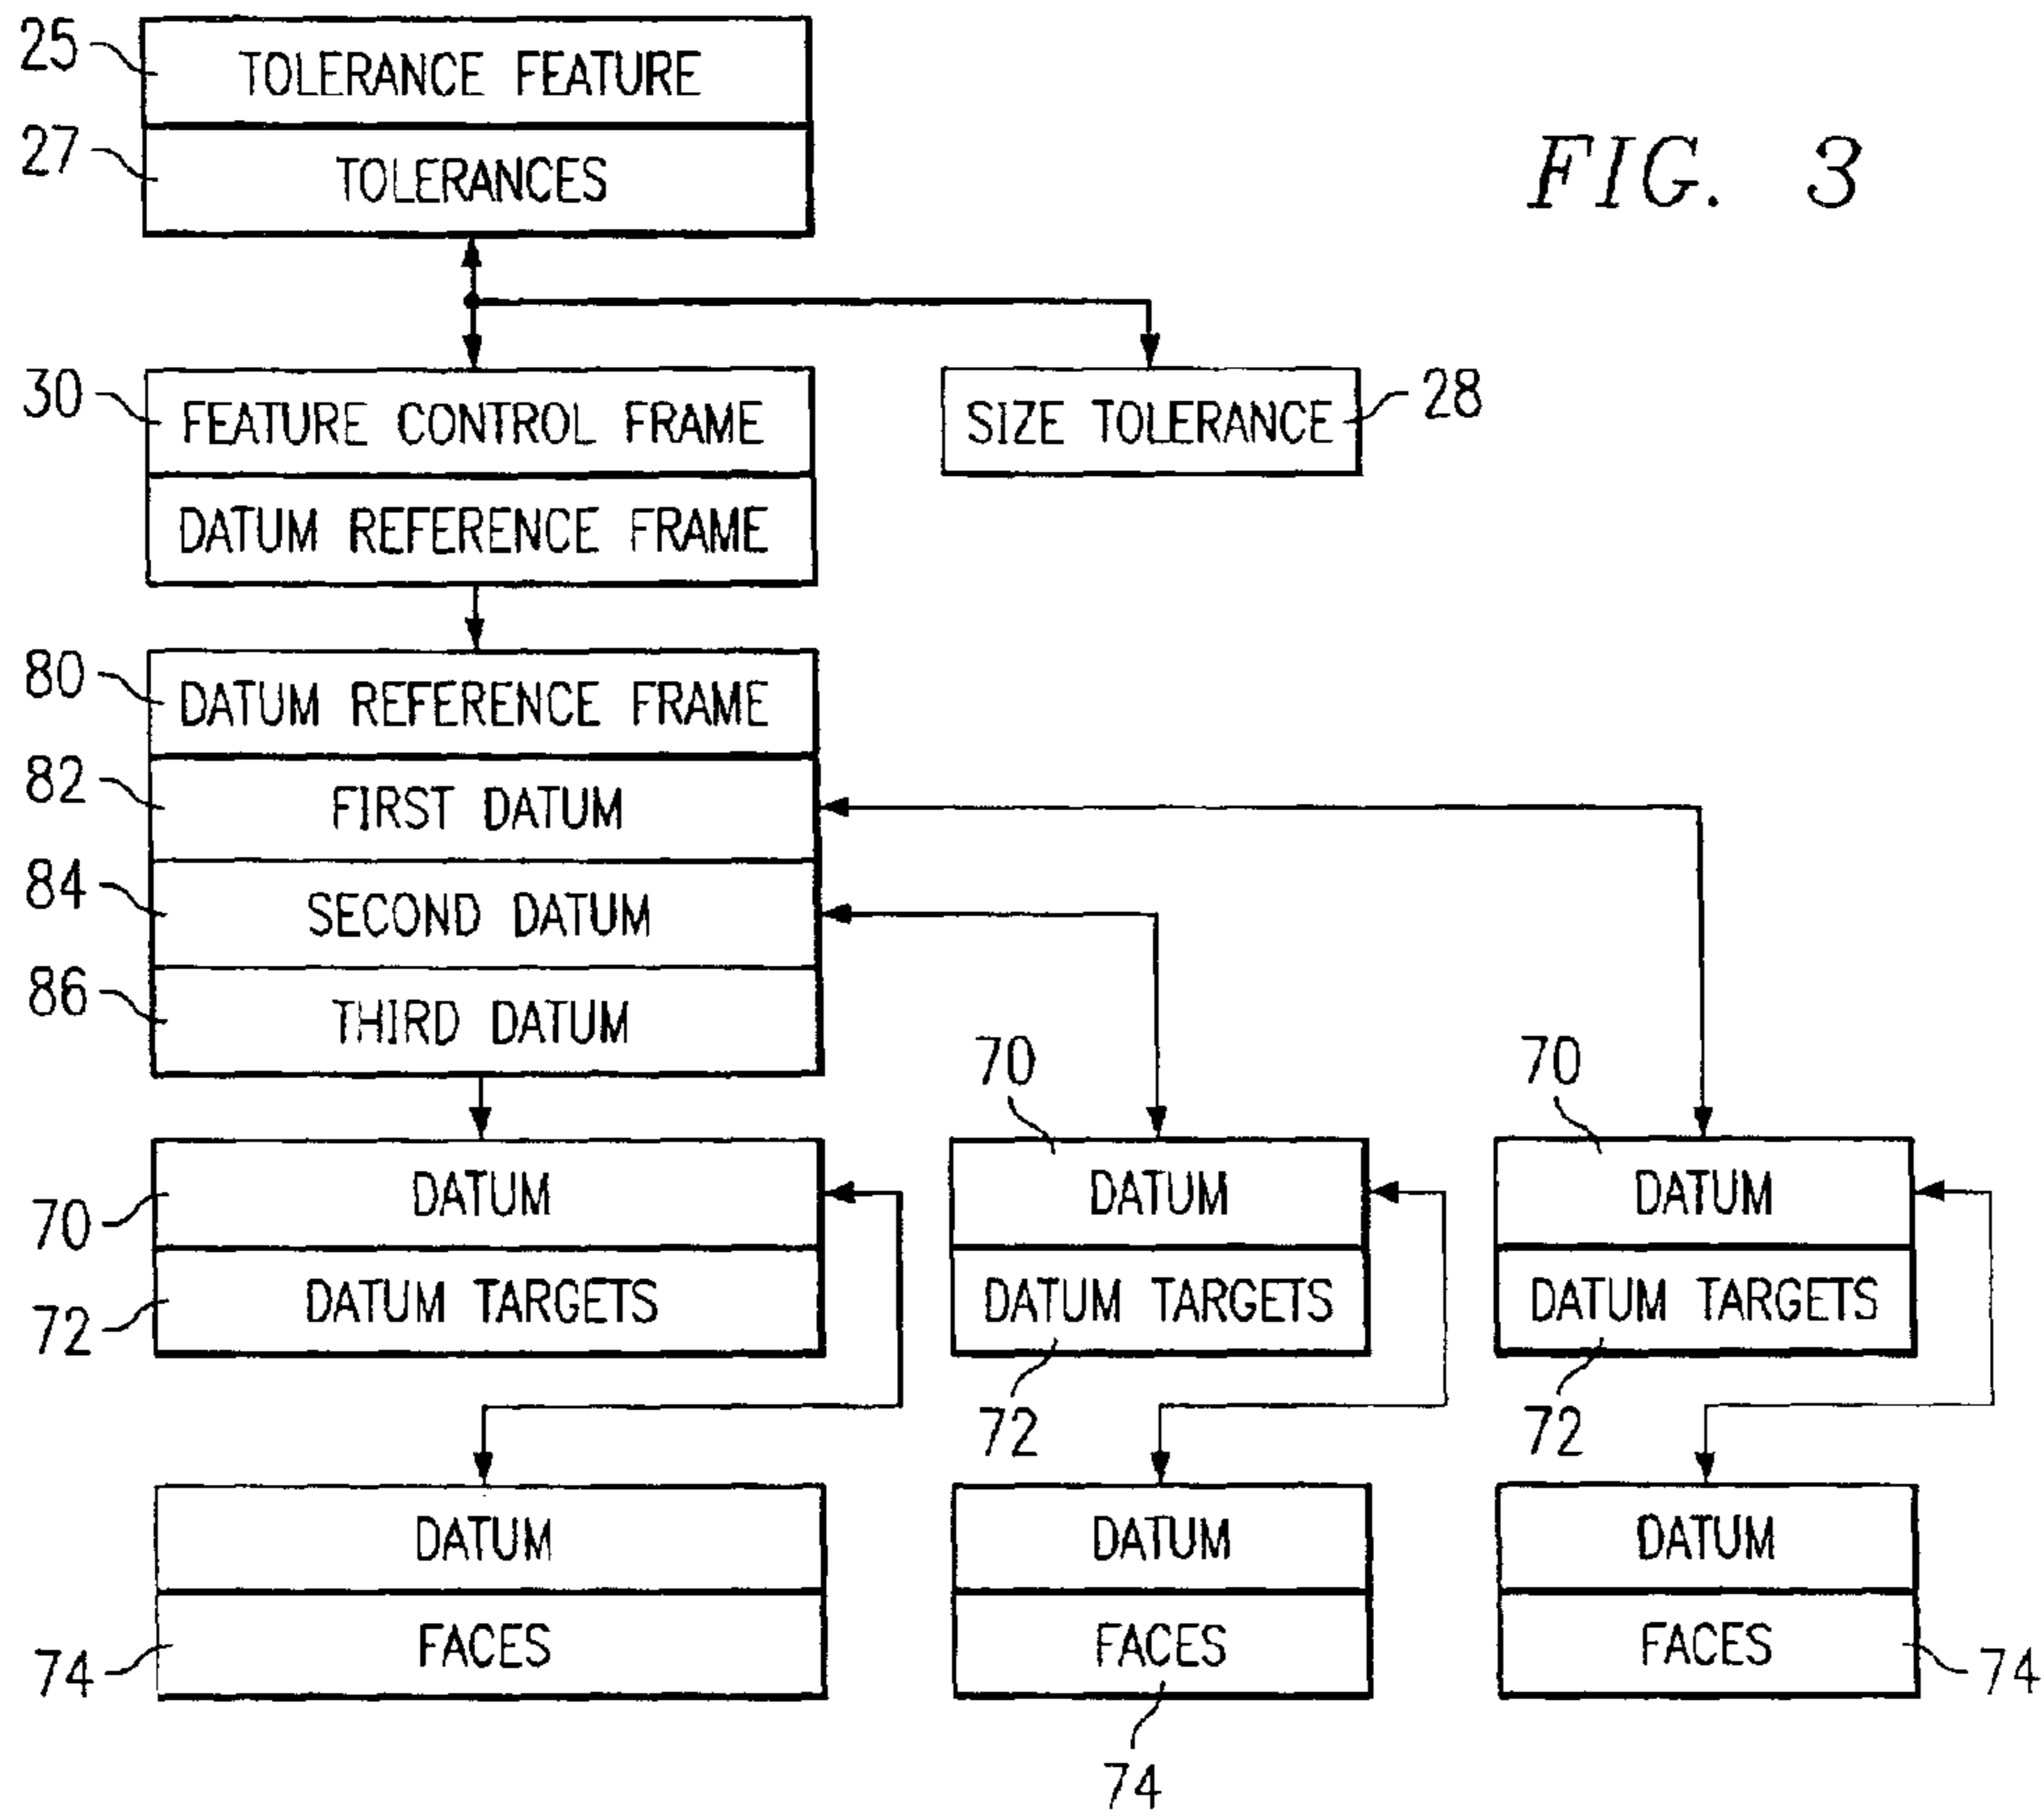 25
TOLERANCE FEATURE
27
TOLERANCES
FIG. 3
30
FEATURE CONTROL FRAME
SIZE TOLERANCE
28
DATUM REFERENCE FRAME
80
DATUM REFERENCE FRAME
82
FIRST DATUM
84
SECOND DATUM
86
THIRD DATUM
70
70
70
DATUM
DATUM
DATUM
72
DATUM TARGETS
DATUM TARGETS
DATUM TARGETS
72
72
DATUM
DATUM
DATUM
74
FACES
FACES
FACES
74
74